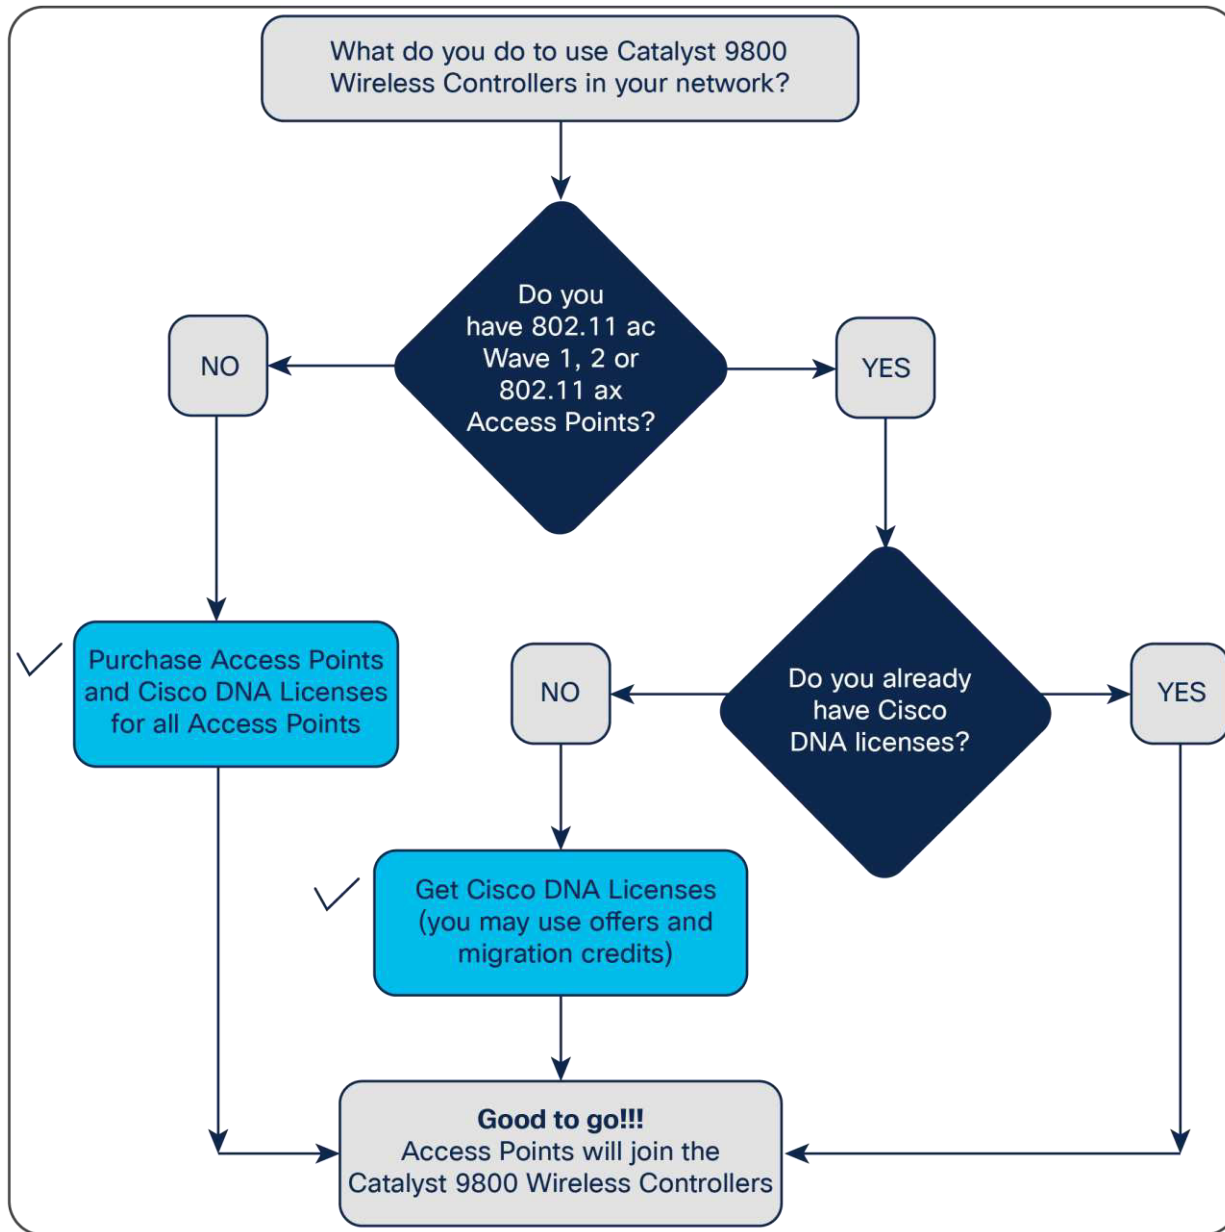 What do you do to use Catalyst 9800
Wireless Controllers in your network?
Do you
have 802.11 ac
Wave 1, 2 or
802.11 ax
Access Points?
NO
YES
Purchase Access Points
and Cisco DNA Licenses
for all Access Points
NO
Do you already
have Cisco
DNA licenses?
YES
Get Cisco DNA Licenses
(you may use offers and
migration credits)
Good to go!!!
Access Points will join the
Catalyst 9800 Wireless Controllers